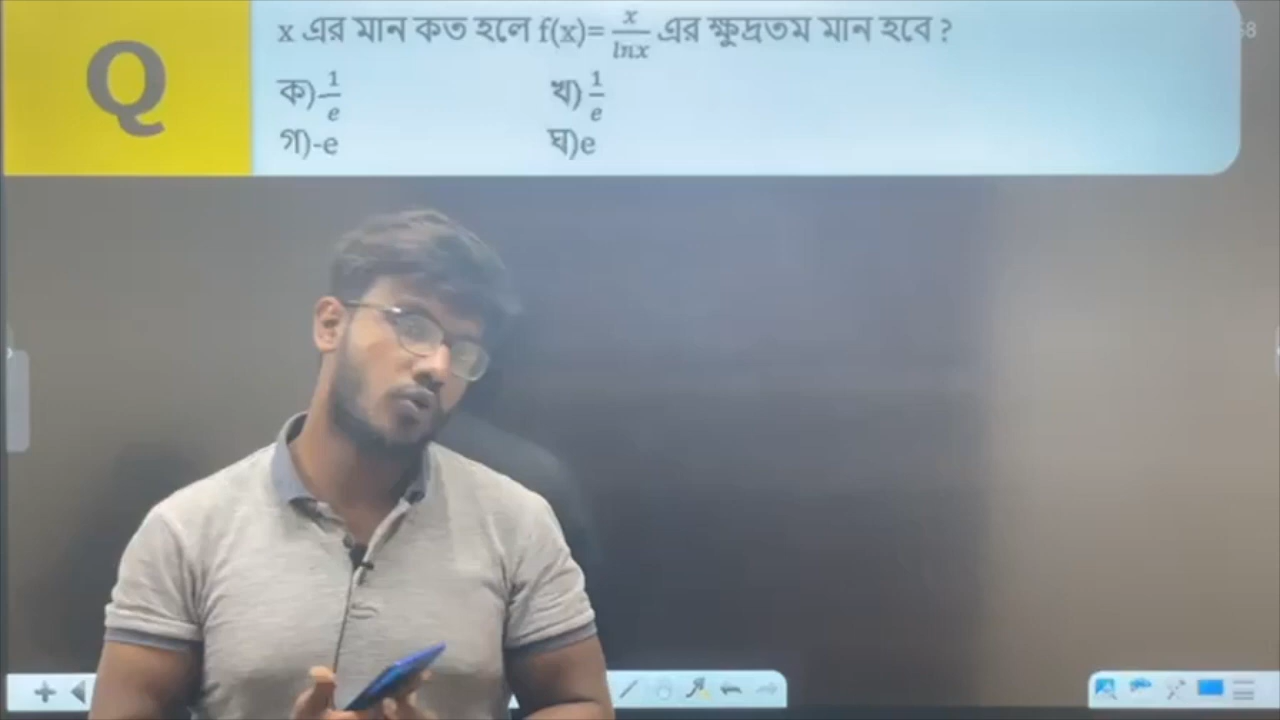 Q
x এর মান কত হলে f(x)= x/lnx এর ক্ষুদ্রতম মান হবে ?
ক)-1/e খ) 1/e
গ)-e ঘ)e